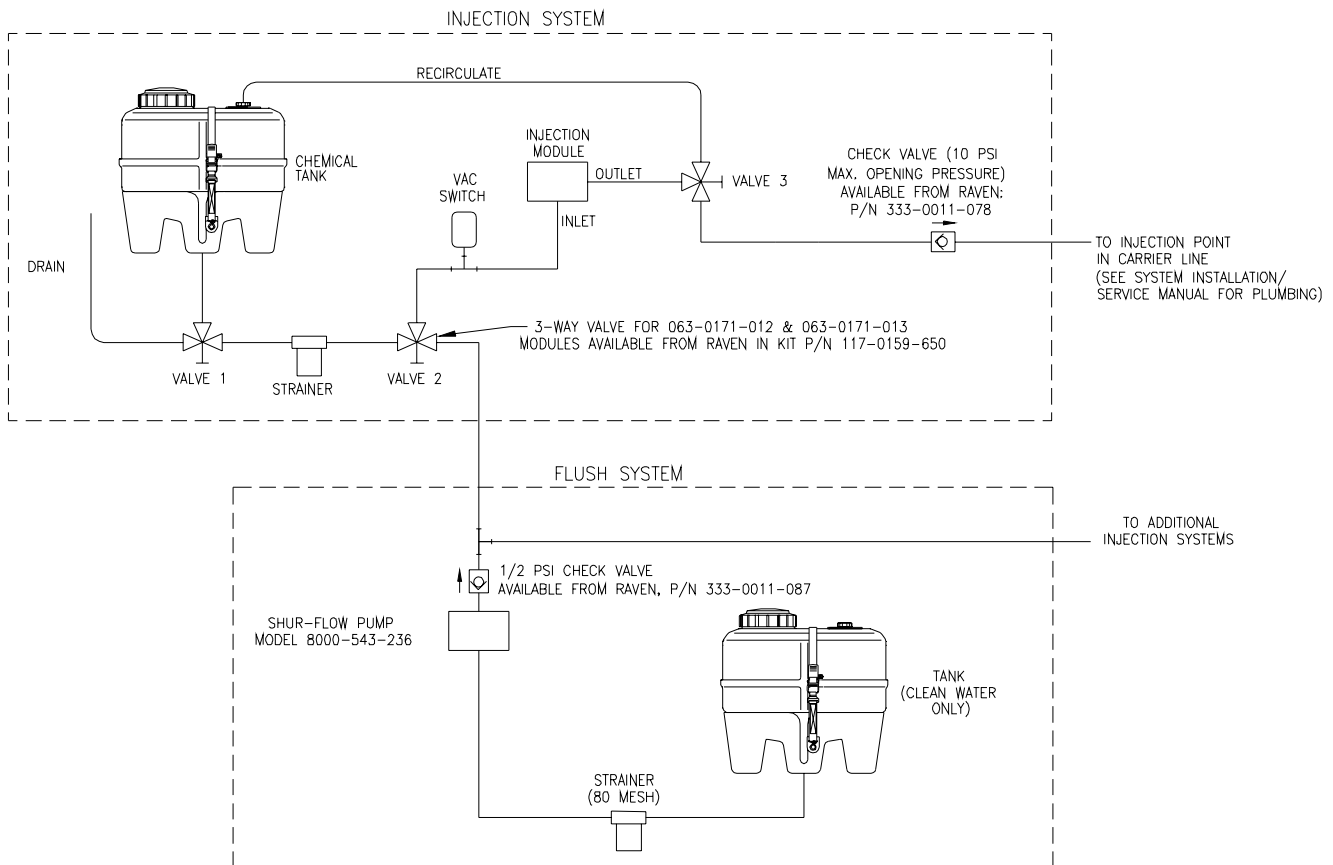 INJECTION SYSTEM
RECIRCULATE
CHEMICAL
TANK
INJECTION
MODULE
VAC
SWITCH
OUTLET
INLET
VALVE 3
CHECK VALVE (10 PSI
MAX. OPENING PRESSURE)
AVAILABLE FROM RAVEN:
P/N 333-0011-078
TO INJECTION POINT
IN CARRIER LINE
(SEE SYSTEM INSTALLATION/
SERVICE MANUAL FOR PLUMBING)
DRAIN
3-WAY VALVE FOR 063-0171-012 & 063-0171-013
MODULES AVAILABLE FROM RAVEN IN KIT P/N 117-0159-650
VALVE 1
STRAINER
VALVE 2
FLUSH SYSTEM
TO ADDITIONAL
INJECTION SYSTEMS
1/2 PSI CHECK VALVE
AVAILABLE FROM RAVEN, P/N 333-0011-087
SHUR-FLOW PUMP
MODEL 8000-543-236
TANK
(CLEAN WATER
ONLY)
STRAINER
(80 MESH)